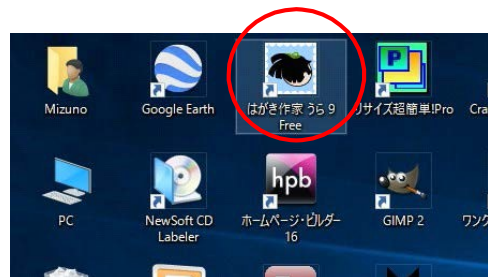 Mizuno
Google Earth
はがき作家 うら 9
Free
リサイズ超簡単!Pro
Cra
PC
NewSoft CD
Labeler
hpb
ホームページ・ビルダー
16
GIMP 2
ワンク